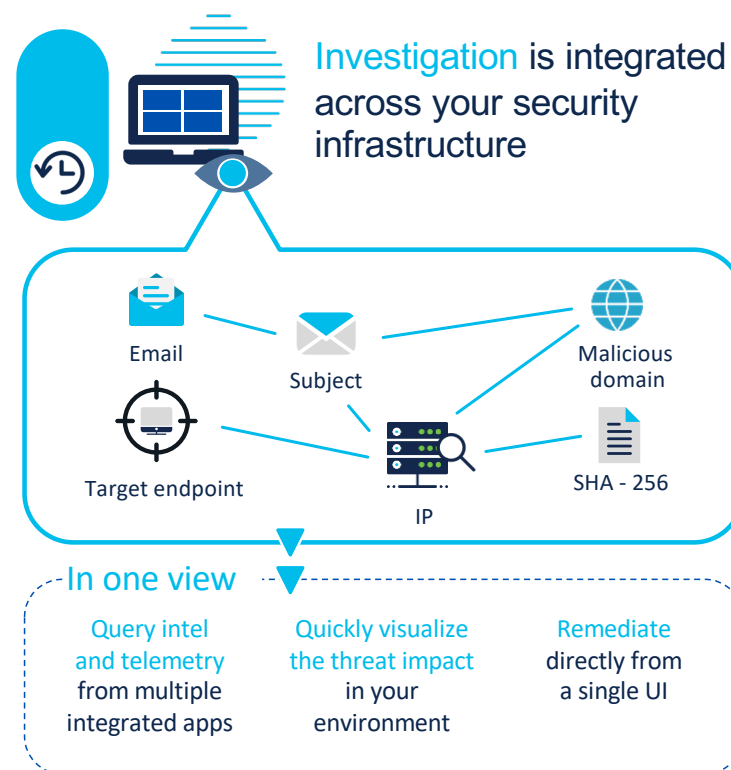 Investigation is integrated
across your security
infrastructure
Email
Subject
Malicious
domain
Target endpoint
IP
SHA - 256
In one view
Query intel
and telemetry
from multiple
integrated apps
Quickly visualize
the threat impact
in your
environment
Remediate
directly from
a single UI